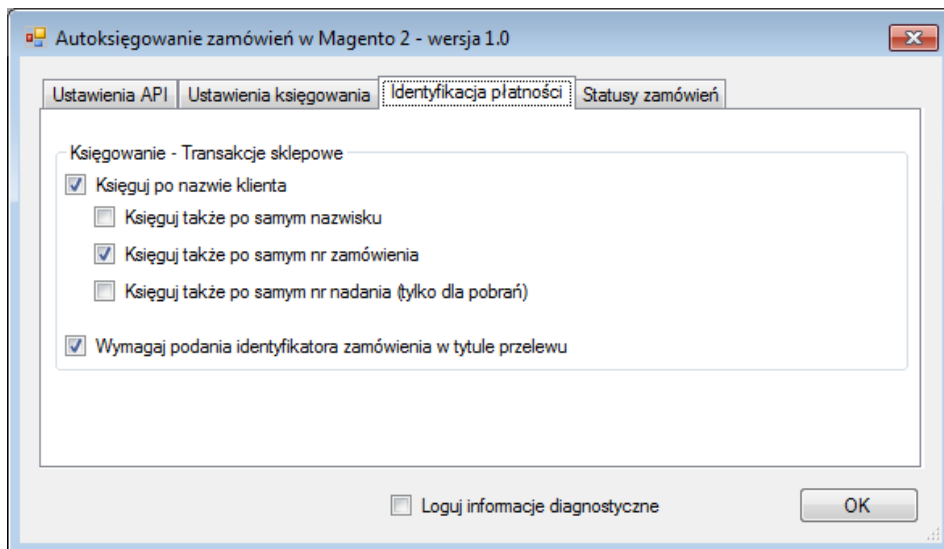 Autoksięgowanie zamówień w Magento 2 - wersja 1.0
Ustawienia API Ustawienia księgowania Identyfikacja płatności Statusy zamówień
Księgowanie - Transakcje sklepowe
Księguj po nazwie klienta
Księguj także po samym nazwisku
Księguj także po samym nr zamówienia
Księguj także po samym nr nadania (tylko dla pobrań)
Wymagaj podania identyfikatora zamówienia w tytule przelewu
Loguj informacje diagnostyczne OK